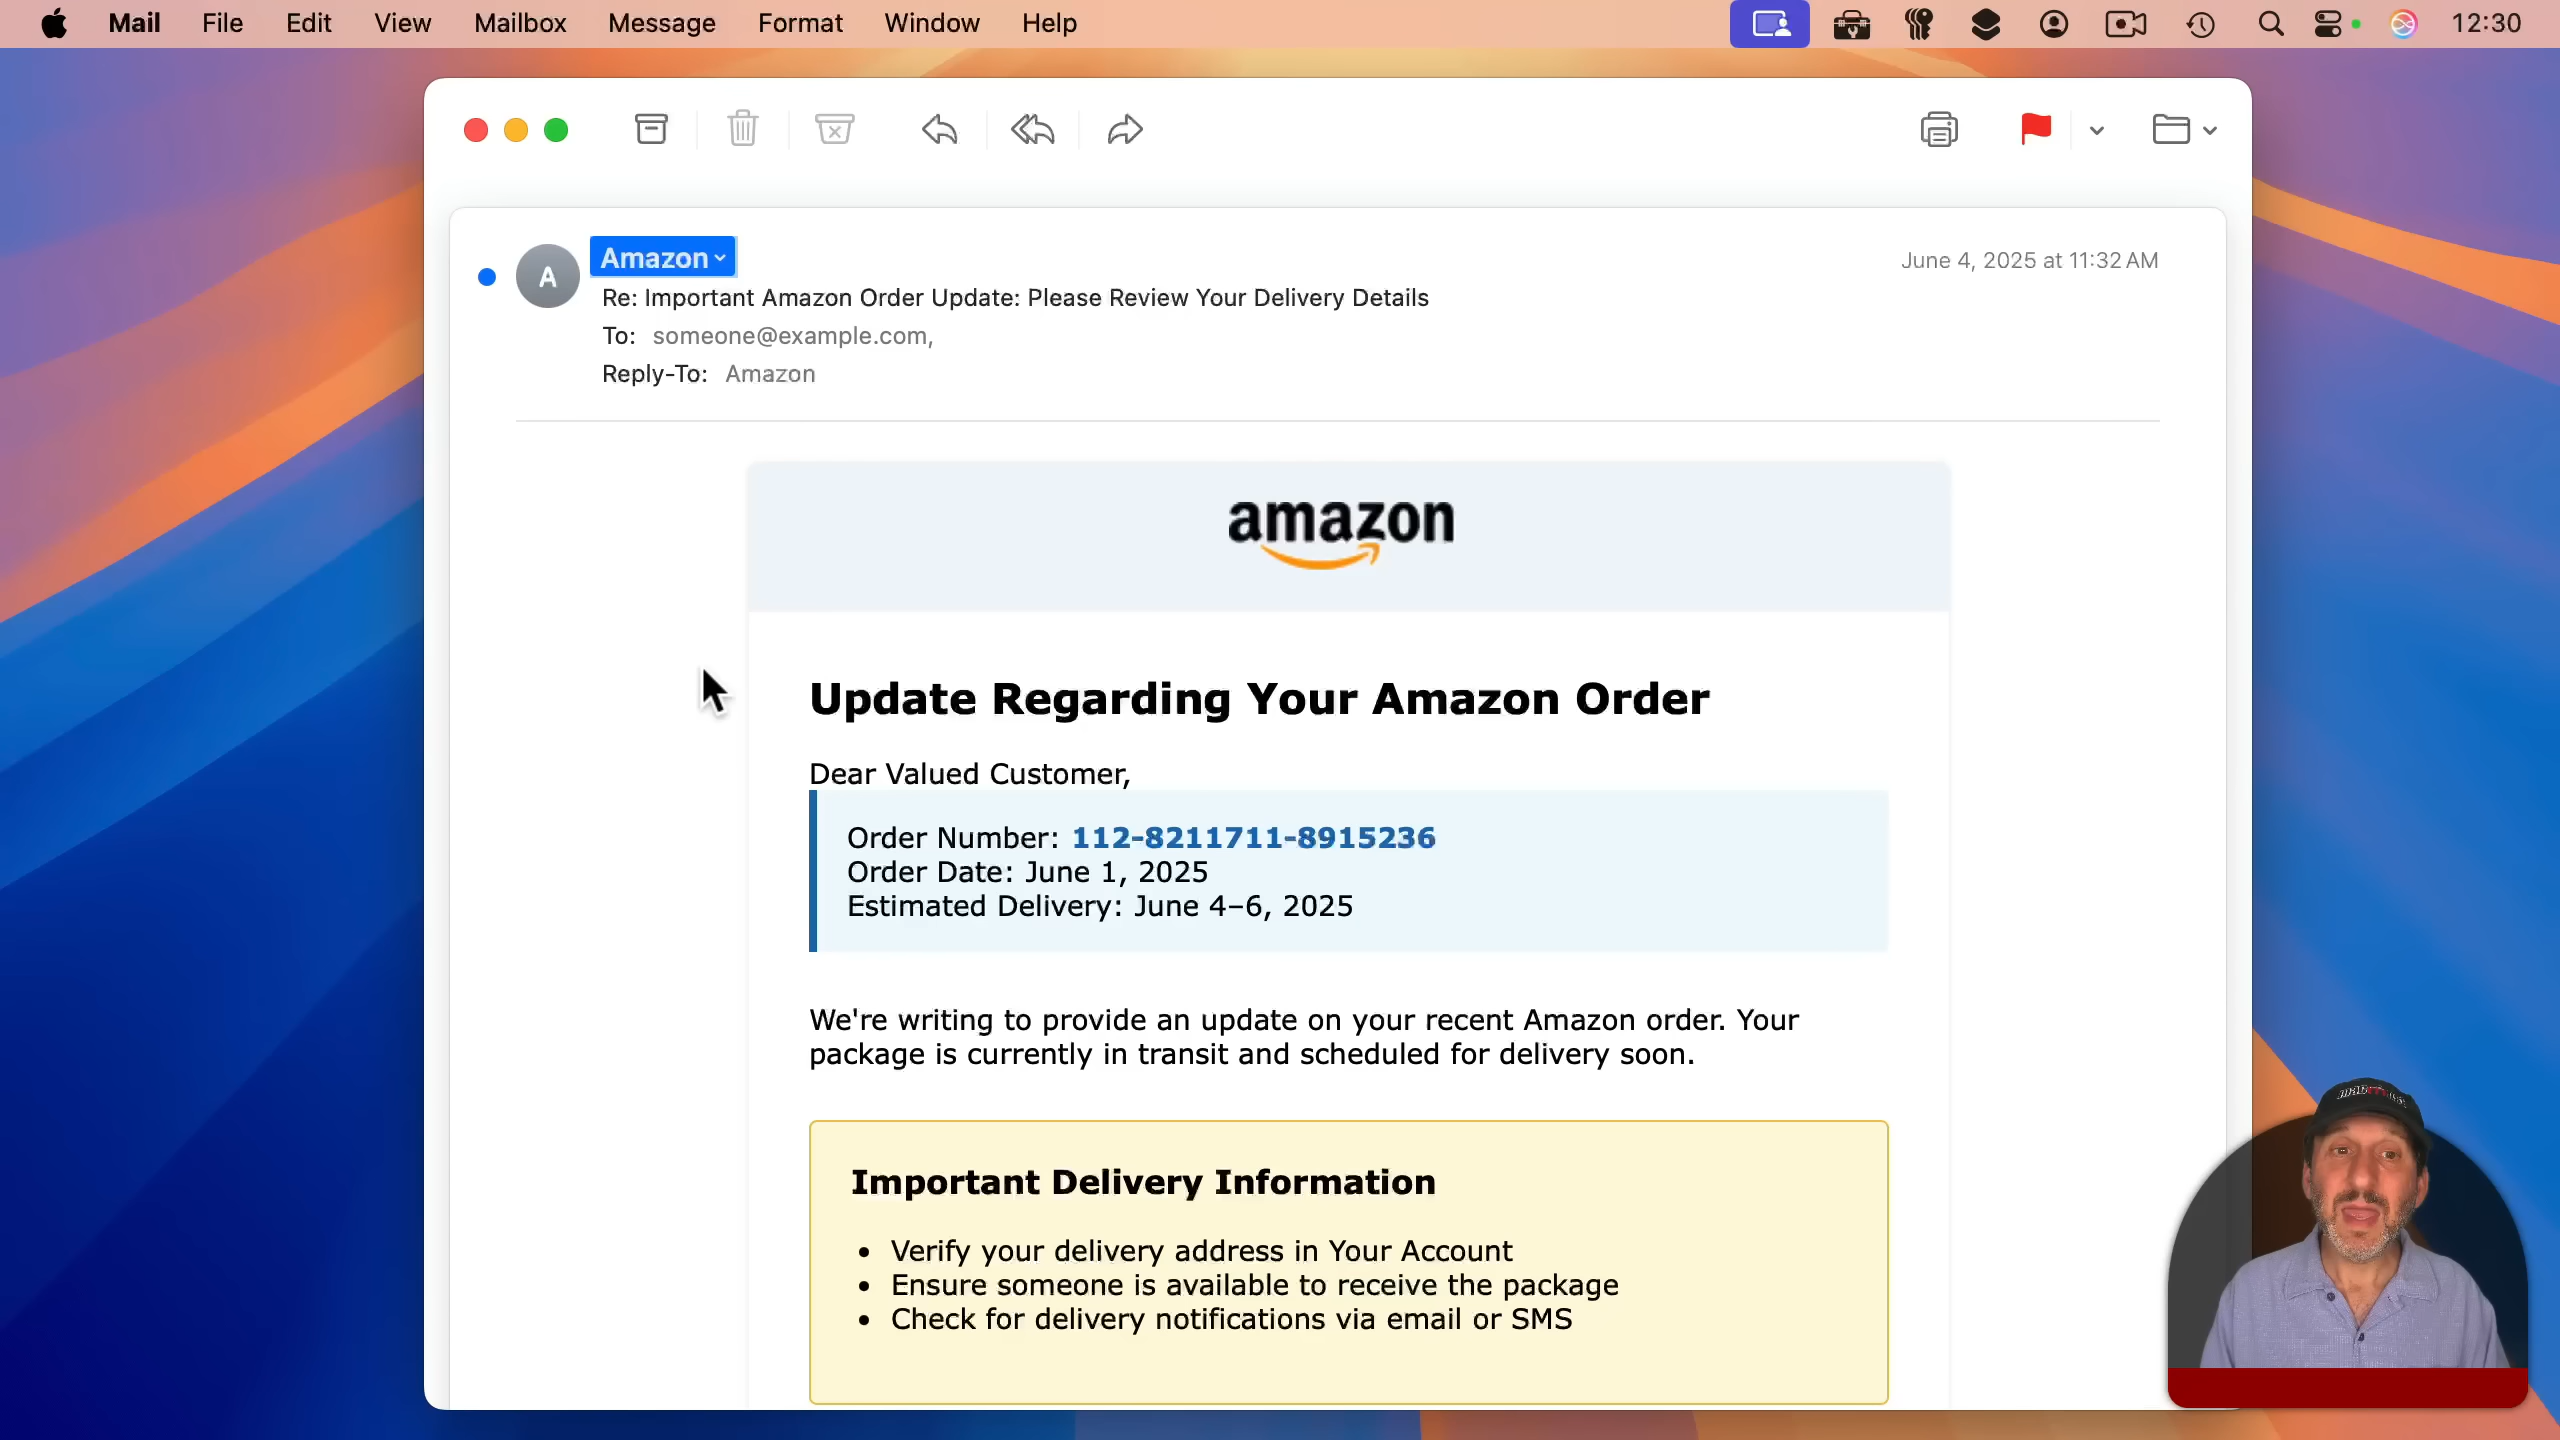 Mail File Edit View Mailbox Message Format Window Help 12:30
Amazon
June 4, 2025 at 11:32 AM
A
Re: Important Amazon Order Update: Please Review Your Delivery Details
To: someone@example.com,
Reply-To: Amazon
amazon
Update Regarding Your Amazon Order
Dear Valued Customer,
Order Number: 112-8211711-8915236
Order Date: June 1, 2025
Estimated Delivery: June 4–6, 2025
We're writing to provide an update on your recent Amazon order. Your
package is currently in transit and scheduled for delivery soon.
Important Delivery Information
• Verify your delivery address in Your Account
• Ensure someone is available to receive the package
• Check for delivery notifications via email or SMS